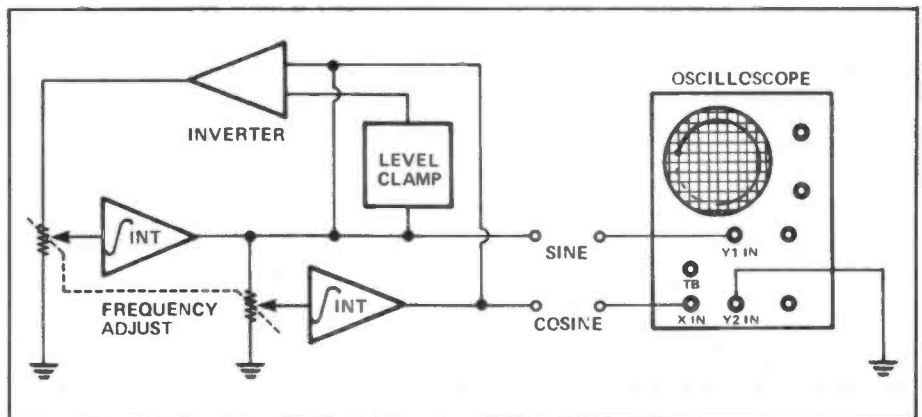 OSCILLOSCOPE
INVERTER
LEVEL
CLAMP
INT
SINE
Y1 IN
TB
FREQUENCY
ADJUST
INT
COSINE
X IN
Y2 IN